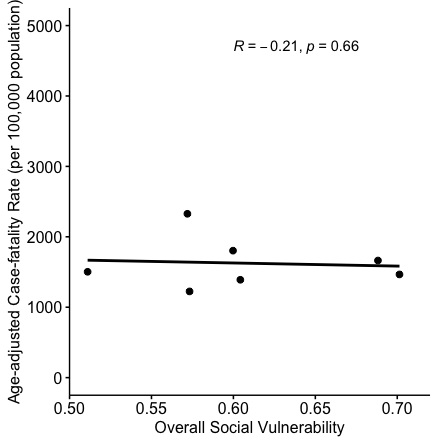 Age-adjusted Case-fatality Rate (per 100,000 population)
5000
4000
3000
2000
1000
0
R = −0.21, p = 0.66
0.50 0.55 0.60 0.65 0.70
Overall Social Vulnerability